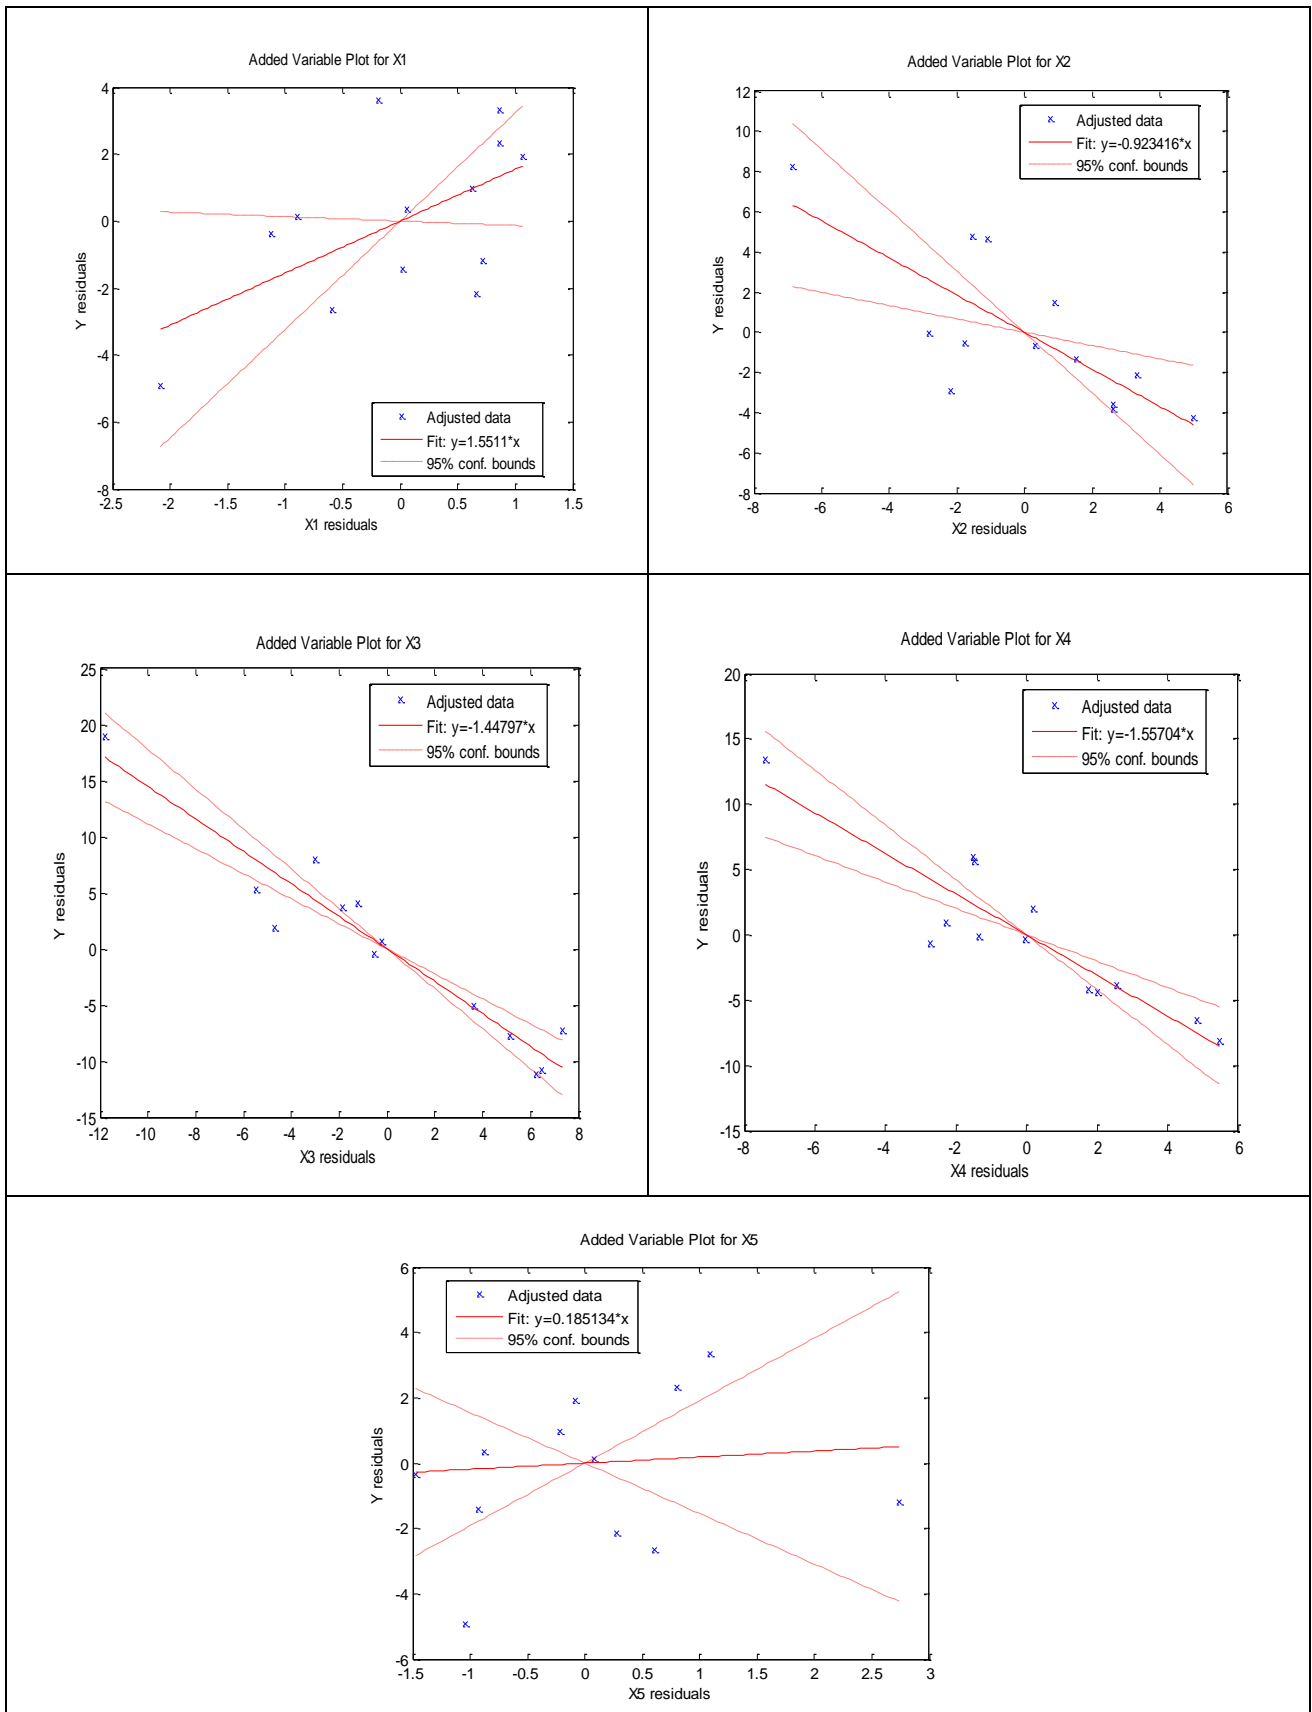 Added Variable Plot for X1
4
2
0
-2
-4
-6
-8
Y residuals
-2.5 -2 -1.5 -1 -0.5 0 0.5 1 1.5
X1 residuals
Adjusted data
Fit: y=1.5511*x
95% conf. bounds
Added Variable Plot for X2
12
10
8
6
4
2
0
-2
-4
-6
-8
Y residuals
-8 -6 -4 -2 0 2 4 6
X2 residuals
Adjusted data
Fit: y=-0.923416*x
95% conf. bounds
Added Variable Plot for X3
25
20
15
10
5
0
-5
-10
-15
Y residuals
-12 -10 -8 -6 -4 -2 0 2 4 6 8
X3 residuals
Adjusted data
Fit: y=-1.44797*x
95% conf. bounds
Added Variable Plot for X4
20
15
10
5
0
-5
-10
-15
Y residuals
-8 -6 -4 -2 0 2 4 6
X4 residuals
Adjusted data
Fit: y=-1.55704*x
95% conf. bounds
Added Variable Plot for X5
6
4
2
0
-2
-4
-6
Y residuals
-1.5 -1 -0.5 0 0.5 1 1.5 2 2.5 3
X5 residuals
Adjusted data
Fit: y=0.185134*x
95% conf. bounds